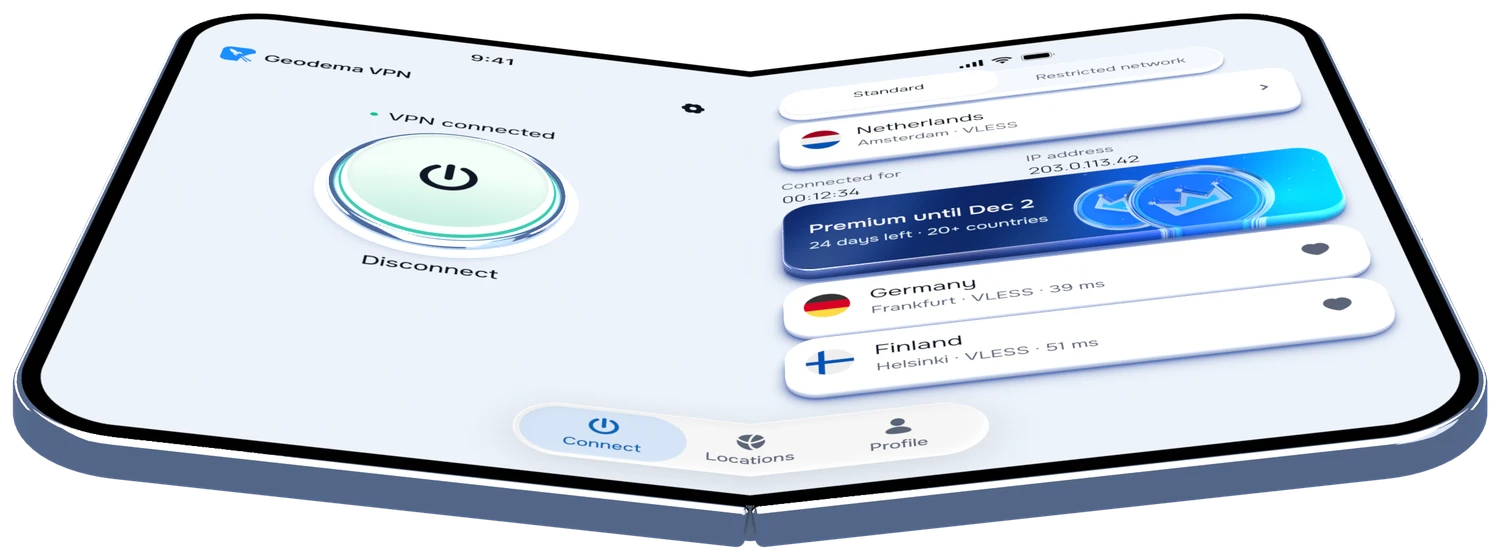 Geodema VPN
9:41
VPN connected
Disconnect
Standard
Restricted network
Netherlands
Amsterdam · VLESS
>
Connected for
00:12:34
IP address
203.0.113.42
Premium until Dec 2
24 days left · 20+ countries
Germany
Frankfurt · VLESS · 39 ms
Finland
Helsinki · VLESS · 51 ms
Connect
Locations
Profile